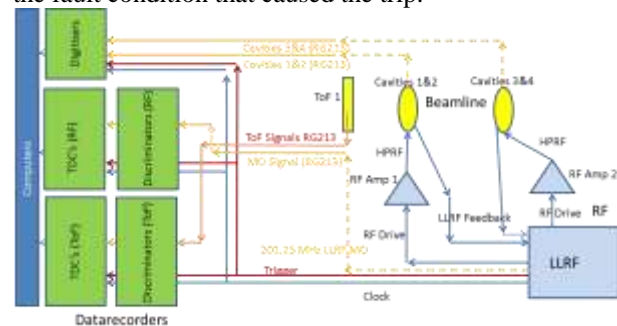 the fault condition that caused the trip.
Digitisers
Cavities 3&4 (RG213)
Cavities 1&2 (RG213)
Cavities 1&2
Cavities 3&4
ToF 1
Beamline
Computers
TDC's (RF)
Discriminators (RF)
ToF Signals RG213
MO Signal (RG213)
HPRF
HPRF
RF Amp 1
RF Amp 2
LLRF Feedback
TDC's (ToF)
Discriminators (ToF)
RF Drive
RF Drive
RF
200.25 MHz LLRF MO
LLRF
Trigger
Clock
Datarecorders